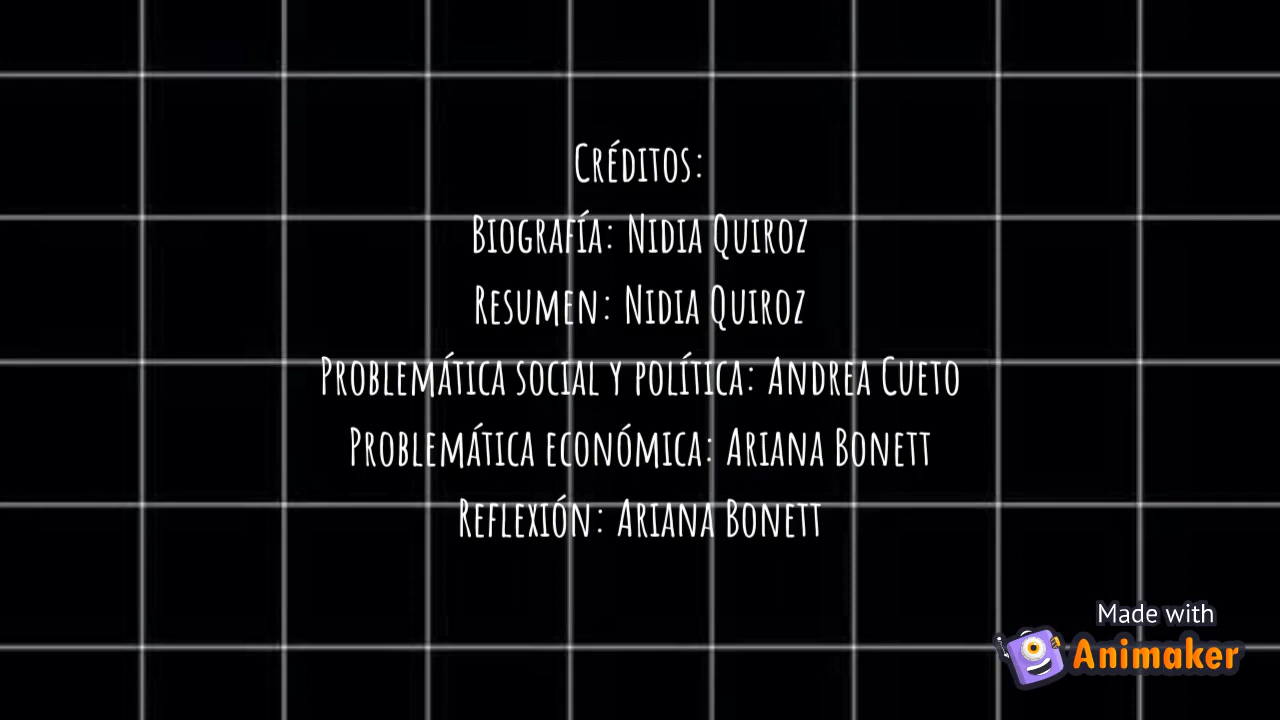 Créditos:
Biografía: Nidia Quiroz
Resumen: Nidia Quiroz
Problemática social y política: Andrea Cueto
Problemática económica: Ariana Bonett
Reflexión: Ariana Bonett
Made with
Animaker